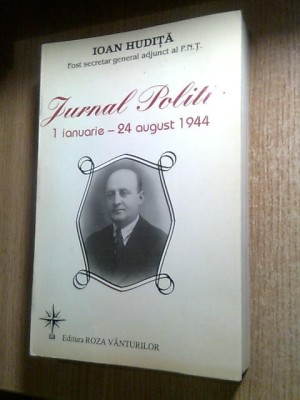 IOAN HUDIȚĂ
Fost secretar general adjunct al P.N.Ț.
Jurnal Politi
1 ianuarie – 24 august 1944
Editura ROZA VÂNTURILOR